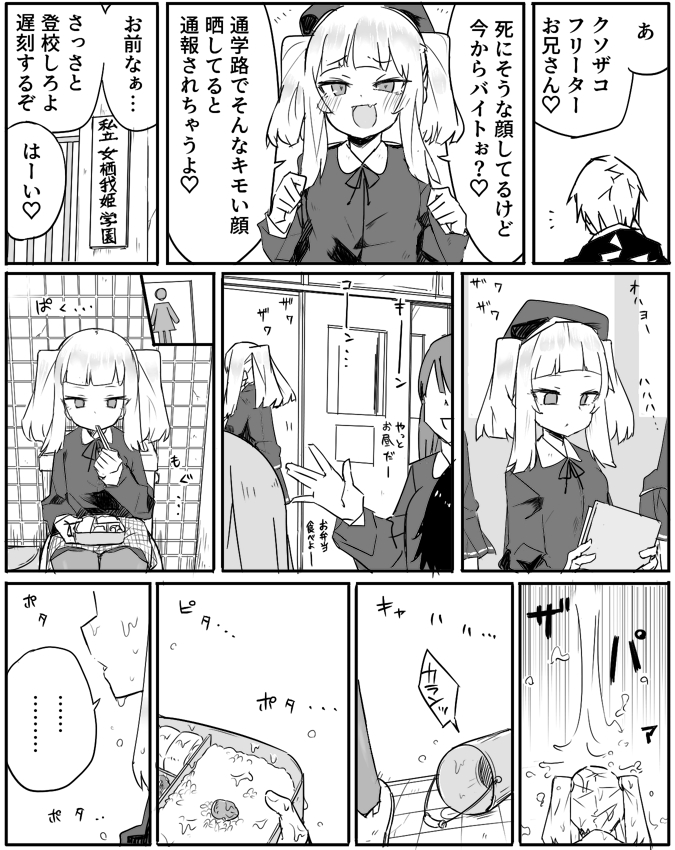 あ
クソザコ
フリーター
お兄さん♡
死にそうな顔してるけど
今からバイトぉ?♡
通学路でそんなキモい顔
晒してると
通報されちゃうよ♡
お前なぁ…
さっさと
登校しろよ
遅刻するぞ
私立 女栖我姫学園
はーい♡
オハヨー
ハハハ…
ザワ
ザワ
キーン
コーン…
やっと
お昼だー
お弁当
食べよー
ザワ
ザワ
ぱく…
もぐ…
ザパァ
キャハハ…
カランッ
ピタ…
ポタ…
ポタ
………
………
ポタ…